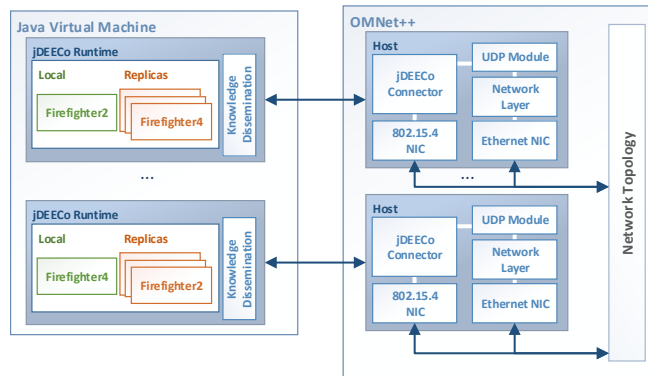 Java Virtual Machine
jDEECo Runtime
Local
Replicas
Firefighter2
Firefighter4
Knowledge
Dissemination
...
jDEECo Runtime
Local
Replicas
Firefighter4
Firefighter2
Knowledge
Dissemination
OMNet++
Host
jDEECo
Connector
UDP Module
Network
Layer
802.15.4
NIC
Ethernet NIC
...
Host
jDEECo
Connector
UDP Module
Network
Layer
802.15.4
NIC
Ethernet NIC
Network Topology